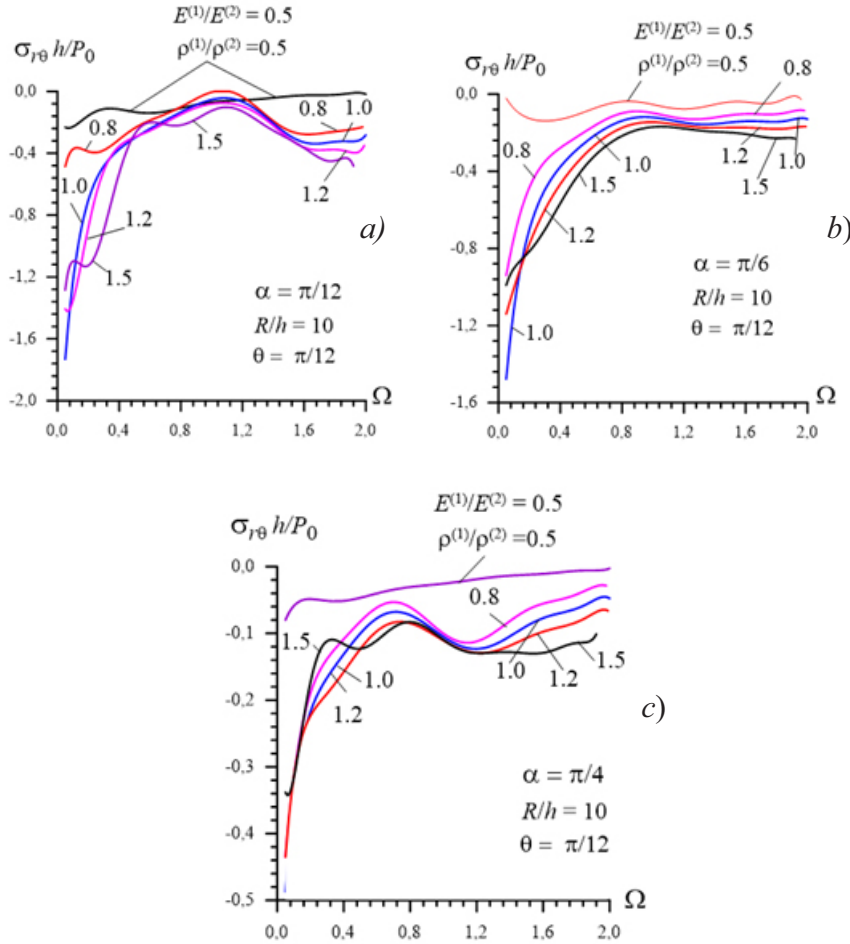 E⁽¹⁾/E⁽²⁾ = 0.5
σrθ h/P₀
ρ⁽¹⁾/ρ⁽²⁾ =0.5
0,0
-0,4
-0,8
-1,2
-1,6
-2,0
0.8
0.8
1.0
1.5
1.0
1.2
1.2
1.5
a)
α = π/12
R/h = 10
θ = π/12
Ω
0,0 0,4 0,8 1,2 1,6 2,0
E⁽¹⁾/E⁽²⁾ = 0.5
σrθ h/P₀
ρ⁽¹⁾/ρ⁽²⁾ =0.5
0.8
0,0
-0,4
-0,8
-1,2
-1,6
0.8
1.0
1.2
1.0
1.5
1.5
1.2
1.0
b)
α = π/6
R/h = 10
θ = π/12
Ω
0,0 0,4 0,8 1,2 1,6 2,0
E⁽¹⁾/E⁽²⁾ = 0.5
σrθ h/P₀
ρ⁽¹⁾/ρ⁽²⁾ =0.5
0,0
-0,1
-0,2
-0,3
-0,4
-0,5
0.8
1.5
1.0
1.2
1.5
1.0
1.2
c)
α = π/4
R/h = 10
θ = π/12
Ω
0,0 0,4 0,8 1,2 1,6 2,0